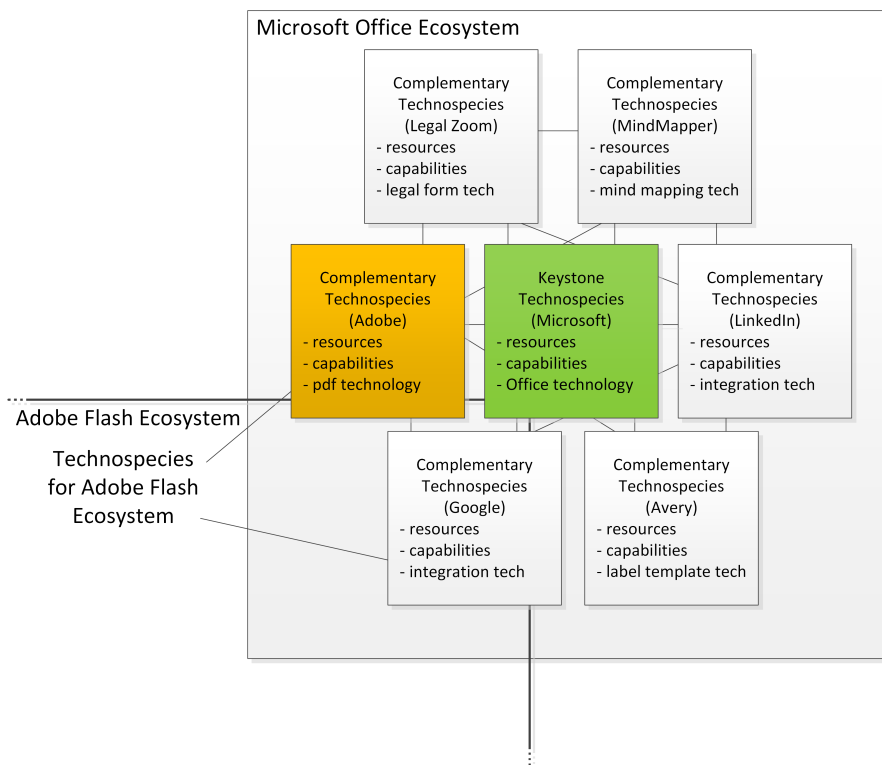 Microsoft Office Ecosystem
Complementary
Technospecies
(Legal Zoom)
- resources
- capabilities
- legal form tech
Complementary
Technospecies
(MindMapper)
- resources
- capabilities
- mind mapping tech
Complementary
Technospecies
(Adobe)
- resources
- capabilities
- pdf technology
Keystone
Technospecies
(Microsoft)
- resources
- capabilities
- Office technology
Complementary
Technospecies
(LinkedIn)
- resources
- capabilities
- integration tech
Adobe Flash Ecosystem
Technospecies
for Adobe Flash
Ecosystem
Complementary
Technospecies
(Google)
- resources
- capabilities
- integration tech
Complementary
Technospecies
(Avery)
- resources
- capabilities
- label template tech